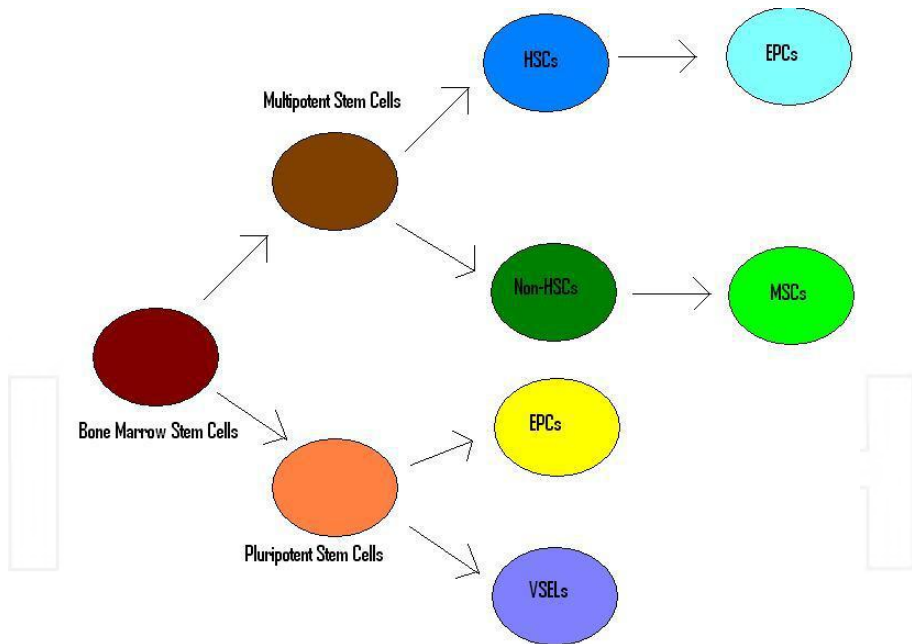 HSCs
EPCs
Multipotent Stem Cells
Non-HSCs
MSCs
Bone Marrow Stem Cells
EPCs
Pluripotent Stem Cells
VSELs